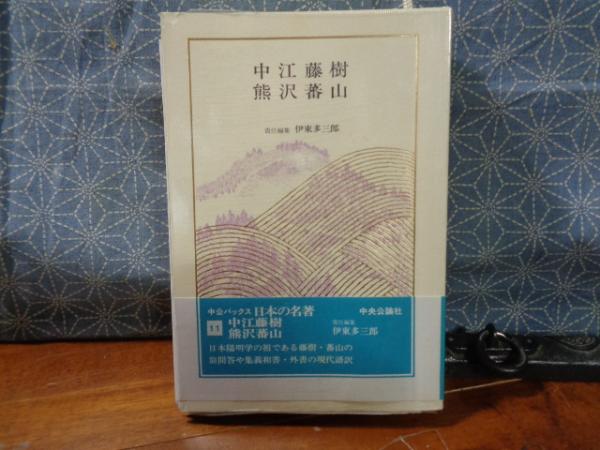 中江藤樹
熊沢蕃山
責任編集 伊東多三郎
中公バックス 日本の名著
中央公論社
11
中江藤樹
熊沢蕃山
責任編集
伊東多三郎
日本陽明学の祖である藤樹・蕃山の
翁問答や集義和書・外書の現代語訳